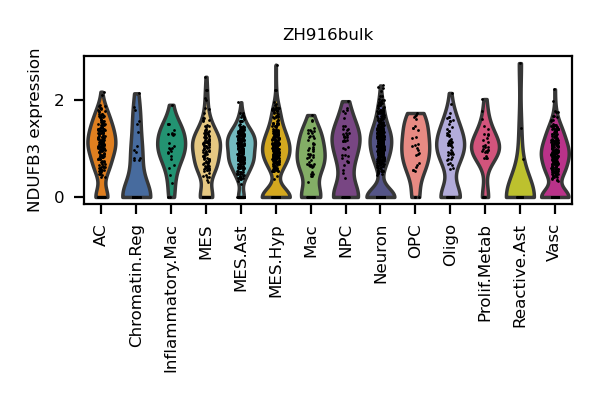 ZH916bulk
NDUFB3 expression
2
0
AC
Chromatin.Reg
Inflammatory.Mac
MES
MES.Ast
MES.Hyp
Mac
NPC
Neuron
OPC
Oligo
Prolif.Metab
Reactive.Ast
Vasc